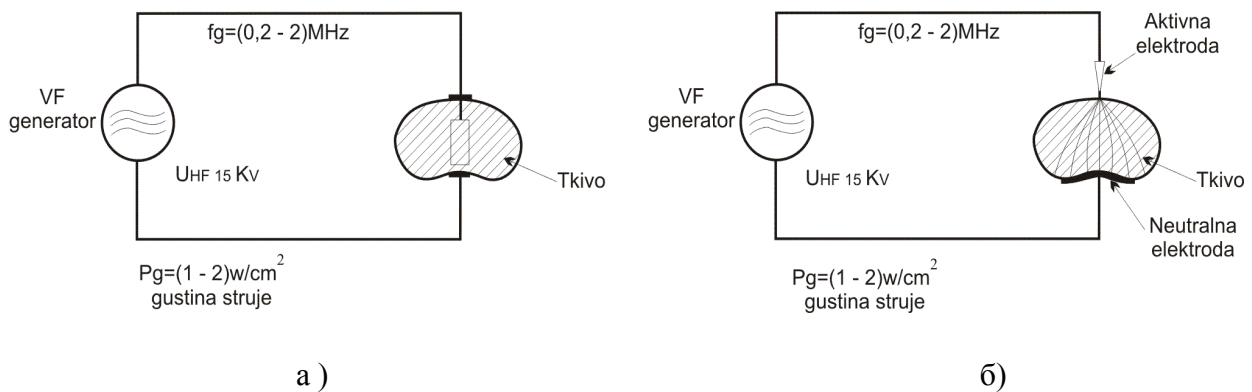 fg=(0,2 - 2)MHz
VF
generator
UHF 15 KV
Tkivo
Pg=(1 - 2)w/cm²
gustina struje
а )
fg=(0,2 - 2)MHz
Aktivna
elektroda
VF
generator
UHF 15 KV
Tkivo
Neutralna
elektroda
Pg=(1 - 2)w/cm²
gustina struje
б)